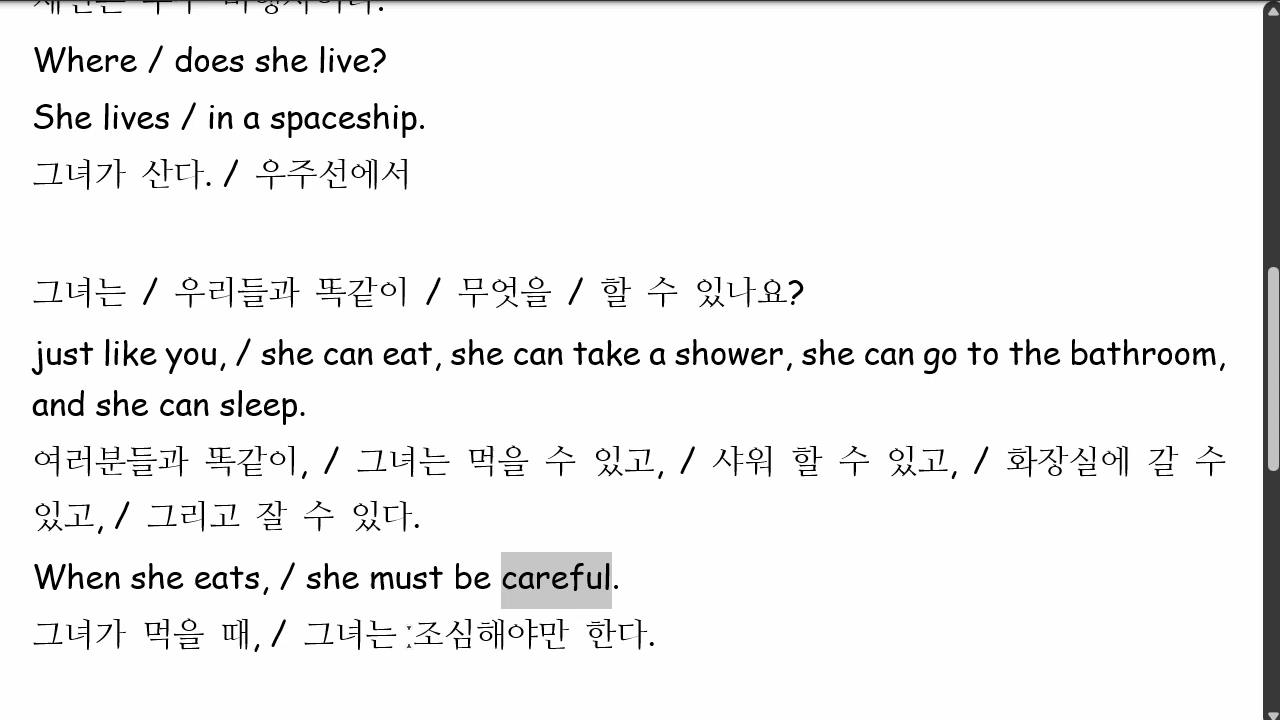 Where / does she live?
She lives / in a spaceship.
그녀가 산다. / 우주선에서
그녀는 / 우리들과 똑같이 / 무엇을 / 할 수 있나요?
just like you, / she can eat, she can take a shower, she can go to the bathroom,
and she can sleep.
여러분들과 똑같이, / 그녀는 먹을 수 있고, / 샤워 할 수 있고, / 화장실에 갈 수
있고, / 그리고 잘 수 있다.
When she eats, / she must be careful.
그녀가 먹을 때, / 그녀는 조심해야만 한다.